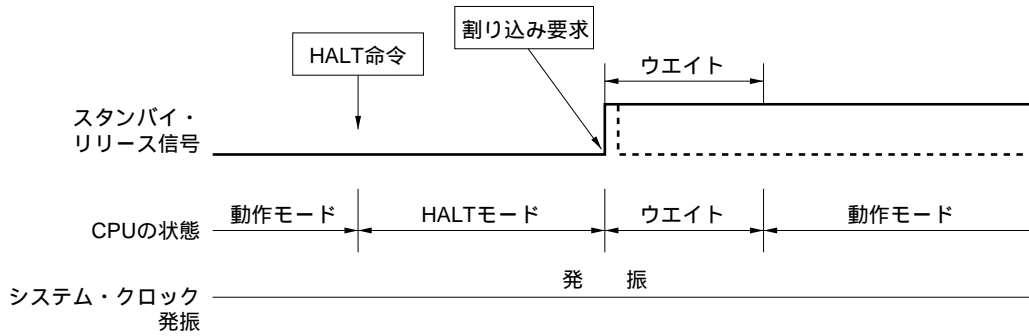 割り込み要求
HALT命令
ウエイト
スタンバイ・
リリース信号
CPUの状態
動作モード
HALTモード
ウエイト
動作モード
発　振
システム・クロック
発振